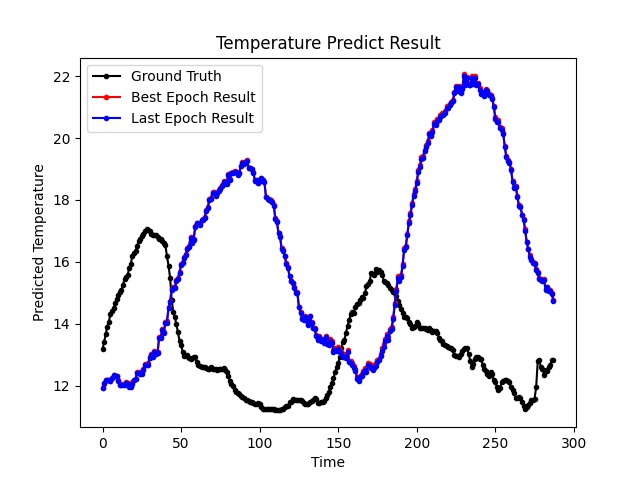 Temperature Predict Result
Ground Truth
Best Epoch Result
Last Epoch Result
Predicted Temperature
22
20
18
16
14
12
0 50 100 150 200 250 300
Time